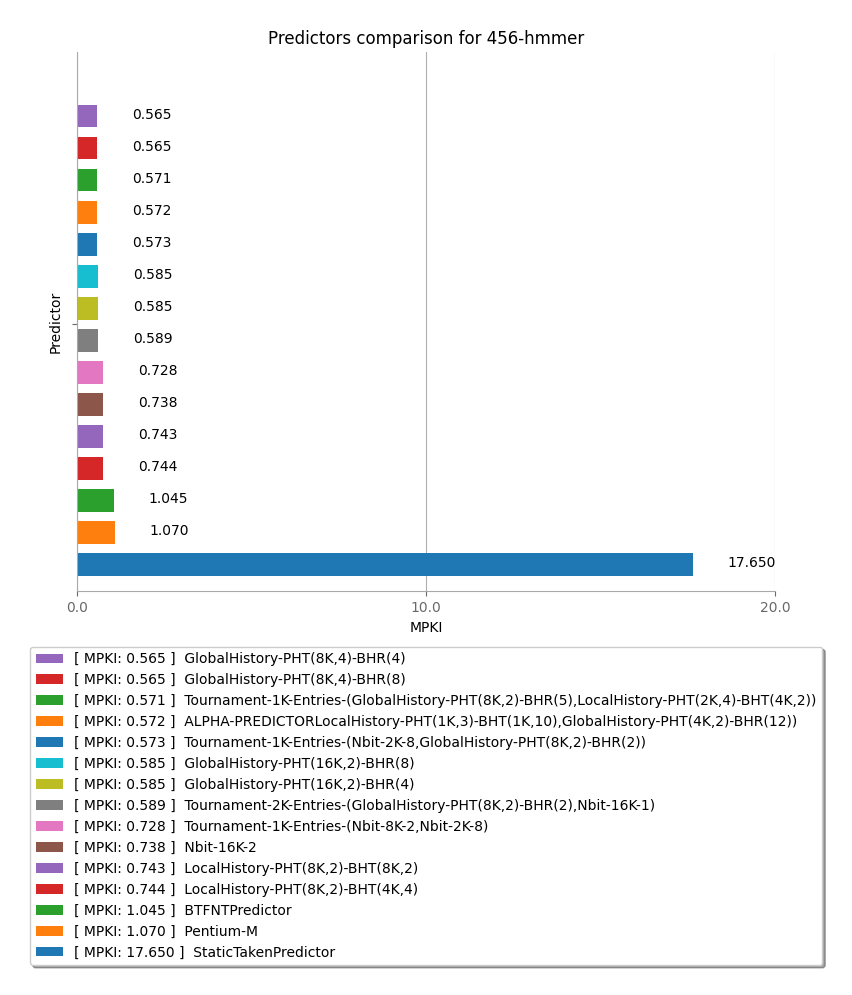 Predictors comparison for 456-hmmer
0.565
0.565
0.571
0.572
0.573
0.585
0.585
0.589
0.728
0.738
0.743
0.744
1.045
1.070
17.650
Predictor
0.0
10.0
20.0
MPKI
[ MPKI: 0.565 ]  GlobalHistory-PHT(8K,4)-BHR(4)
[ MPKI: 0.565 ]  GlobalHistory-PHT(8K,4)-BHR(8)
[ MPKI: 0.571 ]  Tournament-1K-Entries-(GlobalHistory-PHT(8K,2)-BHR(5),LocalHistory-PHT(2K,4)-BHT(4K,2))
[ MPKI: 0.572 ]  ALPHA-PREDICTORLocalHistory-PHT(1K,3)-BHT(1K,10),GlobalHistory-PHT(4K,2)-BHR(12))
[ MPKI: 0.573 ]  Tournament-1K-Entries-(Nbit-2K-8,GlobalHistory-PHT(8K,2)-BHR(2))
[ MPKI: 0.585 ]  GlobalHistory-PHT(16K,2)-BHR(8)
[ MPKI: 0.585 ]  GlobalHistory-PHT(16K,2)-BHR(4)
[ MPKI: 0.589 ]  Tournament-2K-Entries-(GlobalHistory-PHT(8K,2)-BHR(2),Nbit-16K-1)
[ MPKI: 0.728 ]  Tournament-1K-Entries-(Nbit-8K-2,Nbit-2K-8)
[ MPKI: 0.738 ]  Nbit-16K-2
[ MPKI: 0.743 ]  LocalHistory-PHT(8K,2)-BHT(8K,2)
[ MPKI: 0.744 ]  LocalHistory-PHT(8K,2)-BHT(4K,4)
[ MPKI: 1.045 ]  BTFNTPredictor
[ MPKI: 1.070 ]  Pentium-M
[ MPKI: 17.650 ]  StaticTakenPredictor